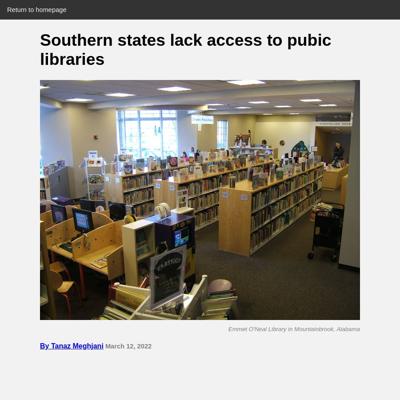 Return to homepage
Southern states lack access to pubic
libraries
Emmet O'Neal Library in Mountainbrook, Alabama
By Tanaz Meghjani March 12, 2022